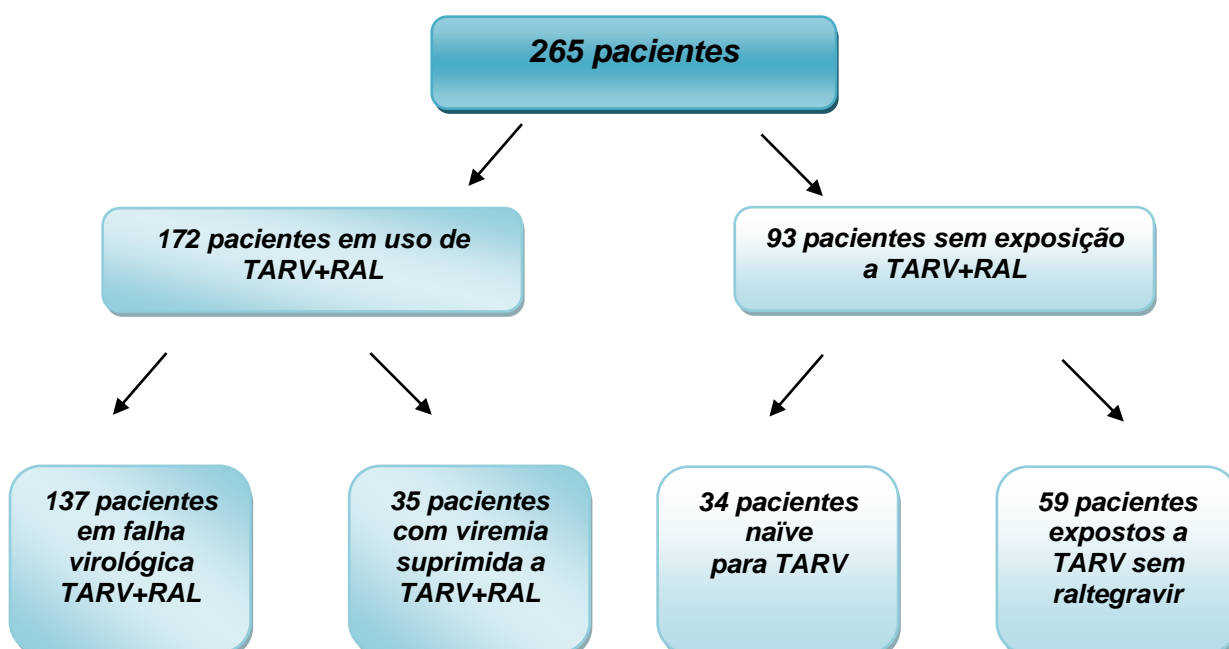 265 pacientes
172 pacientes em uso de
TARV+RAL
93 pacientes sem exposição
a TARV+RAL
137 pacientes
em falha
virológica
TARV+RAL
35 pacientes
com viremia
suprimida a
TARV+RAL
34 pacientes
naïve
para TARV
59 pacientes
expostos a
TARV sem
raltegravir